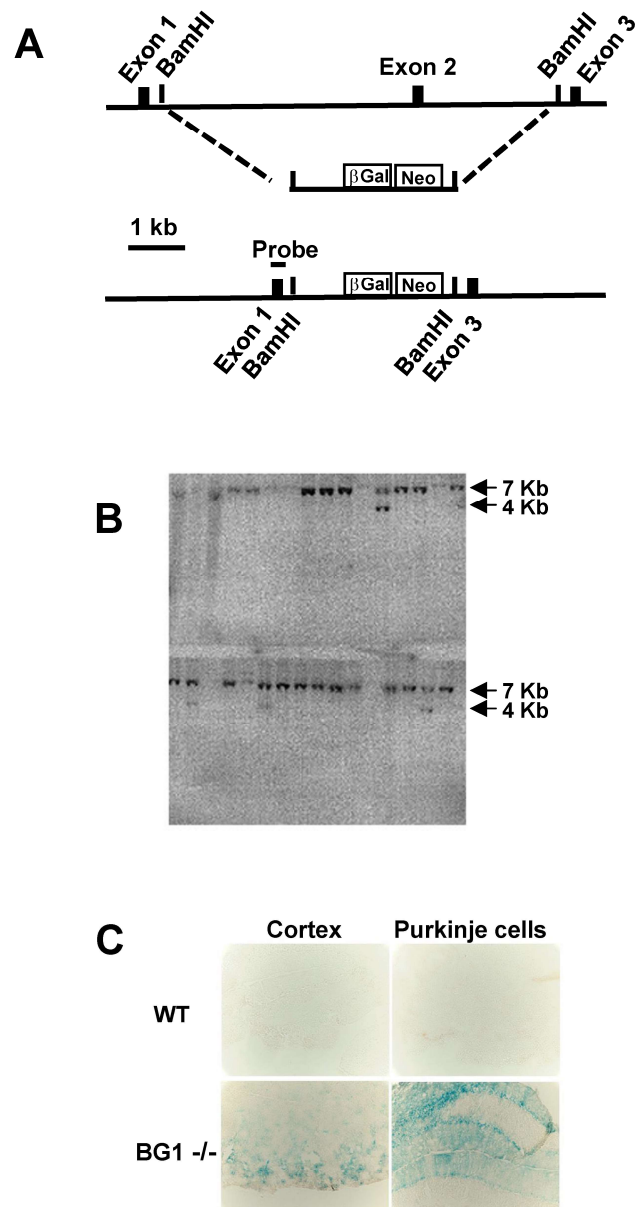 A
Exon 1
BamHI
Exon 2
BamHI
Exon 3
βGal Neo
1 kb
Probe
βGal Neo
Exon 1
BamHI
BamHI
Exon 3
B
7 Kb
4 Kb
7 Kb
4 Kb
C
Cortex Purkinje cells
WT
BG1 -/-